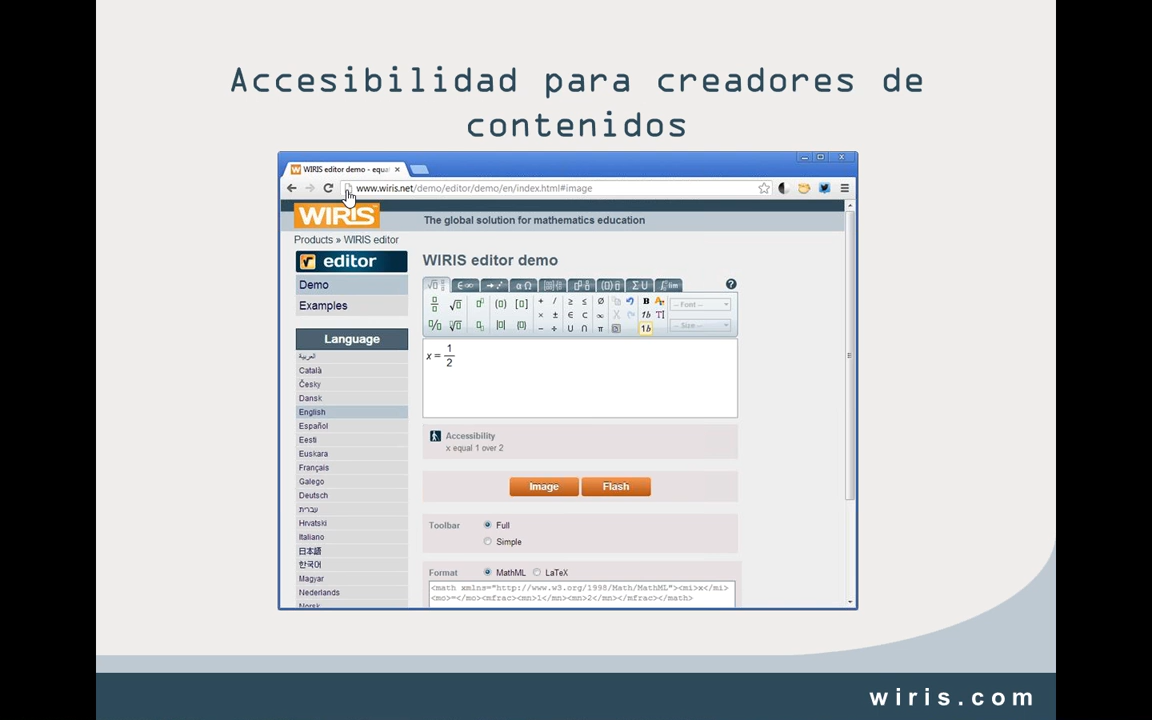 Accesibilidad para creadores de
contenidos
WIRIS editor demo - equa
www.wiris.net/demo/editor/demo/en/index.html#image
WIRIS
The global solution for mathematics education
Products » WIRIS editor
editor
Demo
Examples
Language
العربية
Català
Česky
Dansk
English
Español
Eesti
Euskara
Français
Galego
Deutsch
עברית
Hrvatski
Italiano
日本語
한국어
Magyar
Nederlands
Norsk
WIRIS editor demo
-- Font --
-- Size --
x = 1/2
Accessibility
x equal 1 over 2
Image Flash
Toolbar Full
Simple
Format MathML LaTeX
<math xmlns="http://www.w3.org/1998/Math/MathML"><mi>x</mi>
<mo>=</mo><mfrac><mn>1</mn><mn>2</mn></mfrac></math>
wiris.com